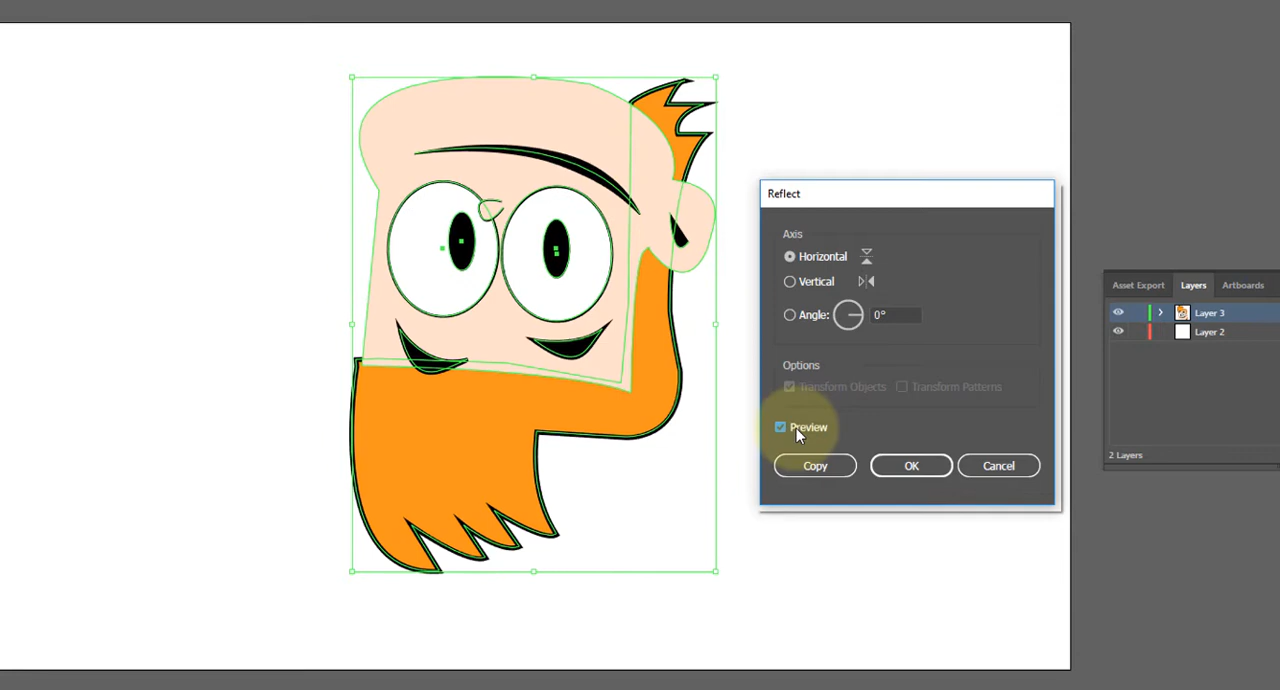 Reflect
Axis
Horizontal
Vertical
Angle: 0°
Options
Transform Objects Transform Patterns
Preview
Copy OK Cancel
Asset Export Layers Artboards
Layer 3
Layer 2
2 Layers